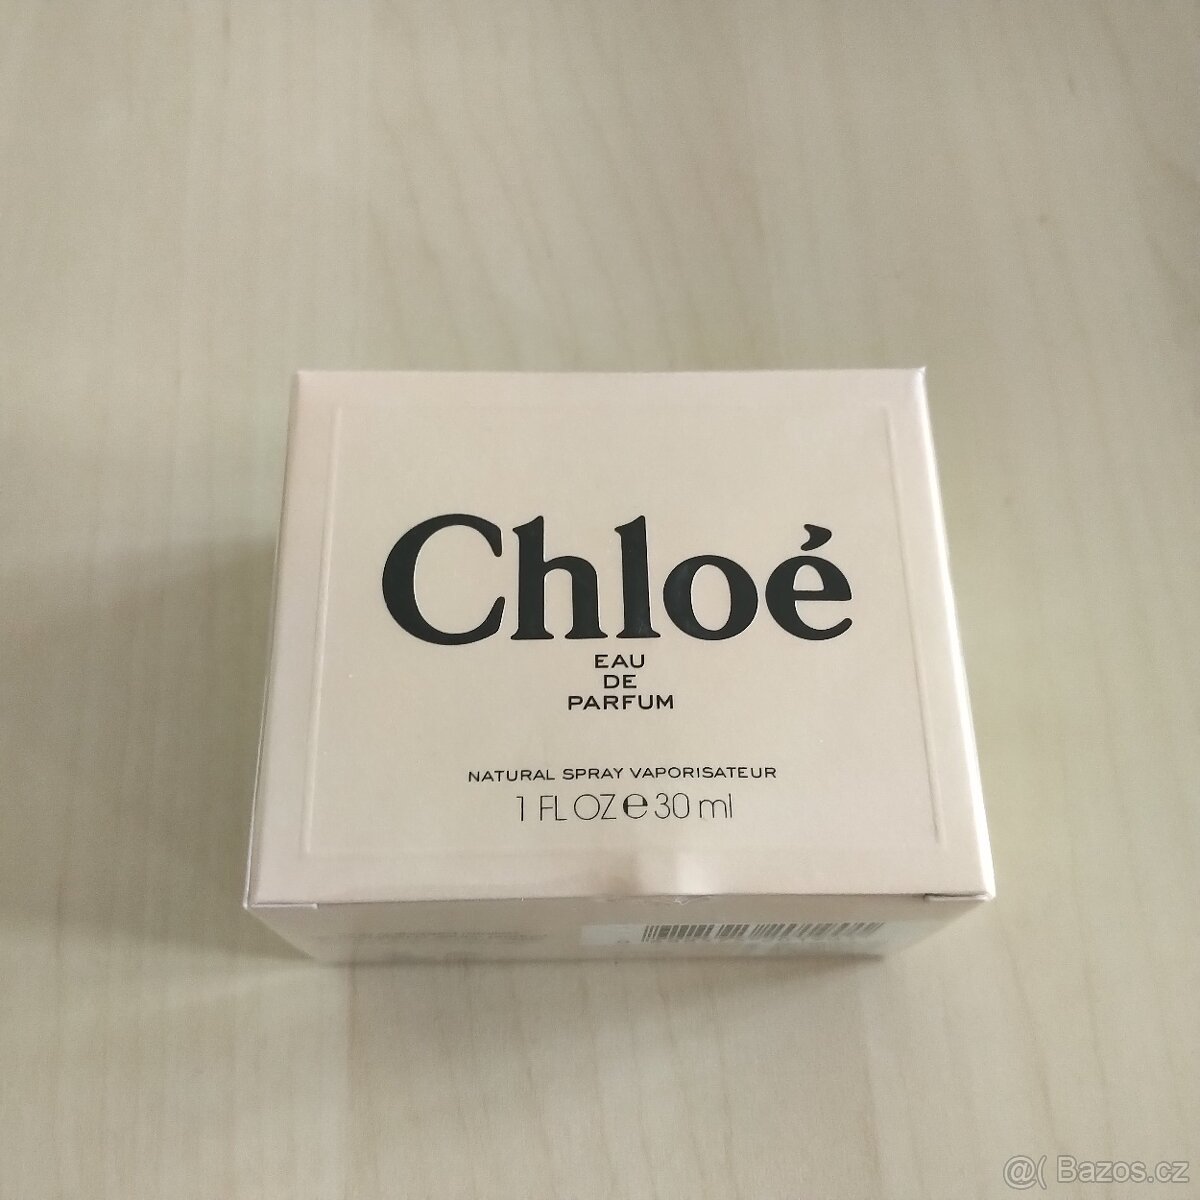 Chloé
EAU
DE
PARFUM
NATURAL SPRAY VAPORISATEUR
1 FL OZ ℮ 30 ml
@( Bazos.cz